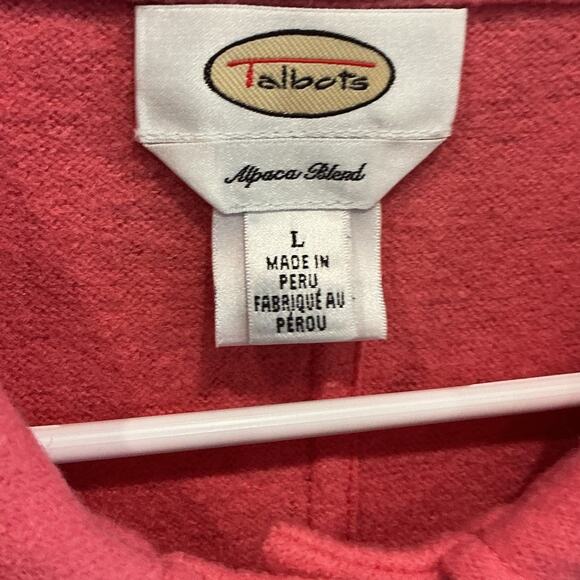 Talbots
Alpaca Blend
L
MADE IN
PERU
FABRIQUÉ AU
PÉROU